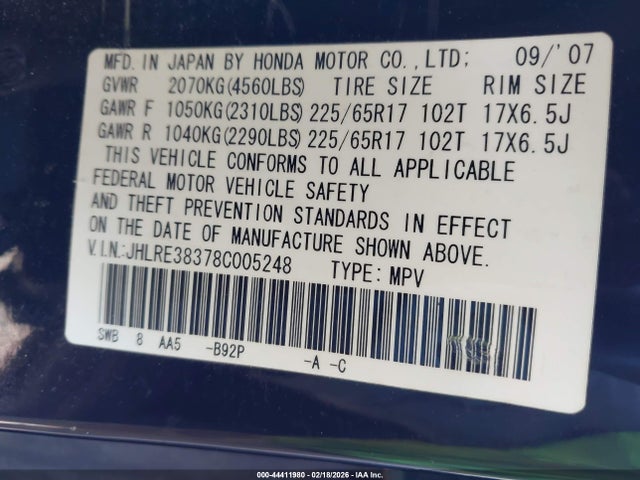 MFD. IN JAPAN BY HONDA MOTOR CO.,LTD; 09/'07
GVWR 2070KG(4560LBS) TIRE SIZE RIM SIZE
GAWR F 1050KG(2310LBS) 225/65R17 102T 17X6.5J
GAWR R 1040KG(2290LBS) 225/65R17 102T 17X6.5J
THIS VEHICLE CONFORMS TO ALL APPLICABLE
FEDERAL MOTOR VEHICLE SAFETY
AND THEFT PREVENTION STANDARDS IN EFFECT
ON THE DATE OF MANUFACTURE SHOWN ABOVE.
V.I.N.:JHLRE38378C005248 TYPE: MPV
SWB 8 AA5 -B92P -A -C
000-44411980 - 02/18/2026 - IAAI.COM